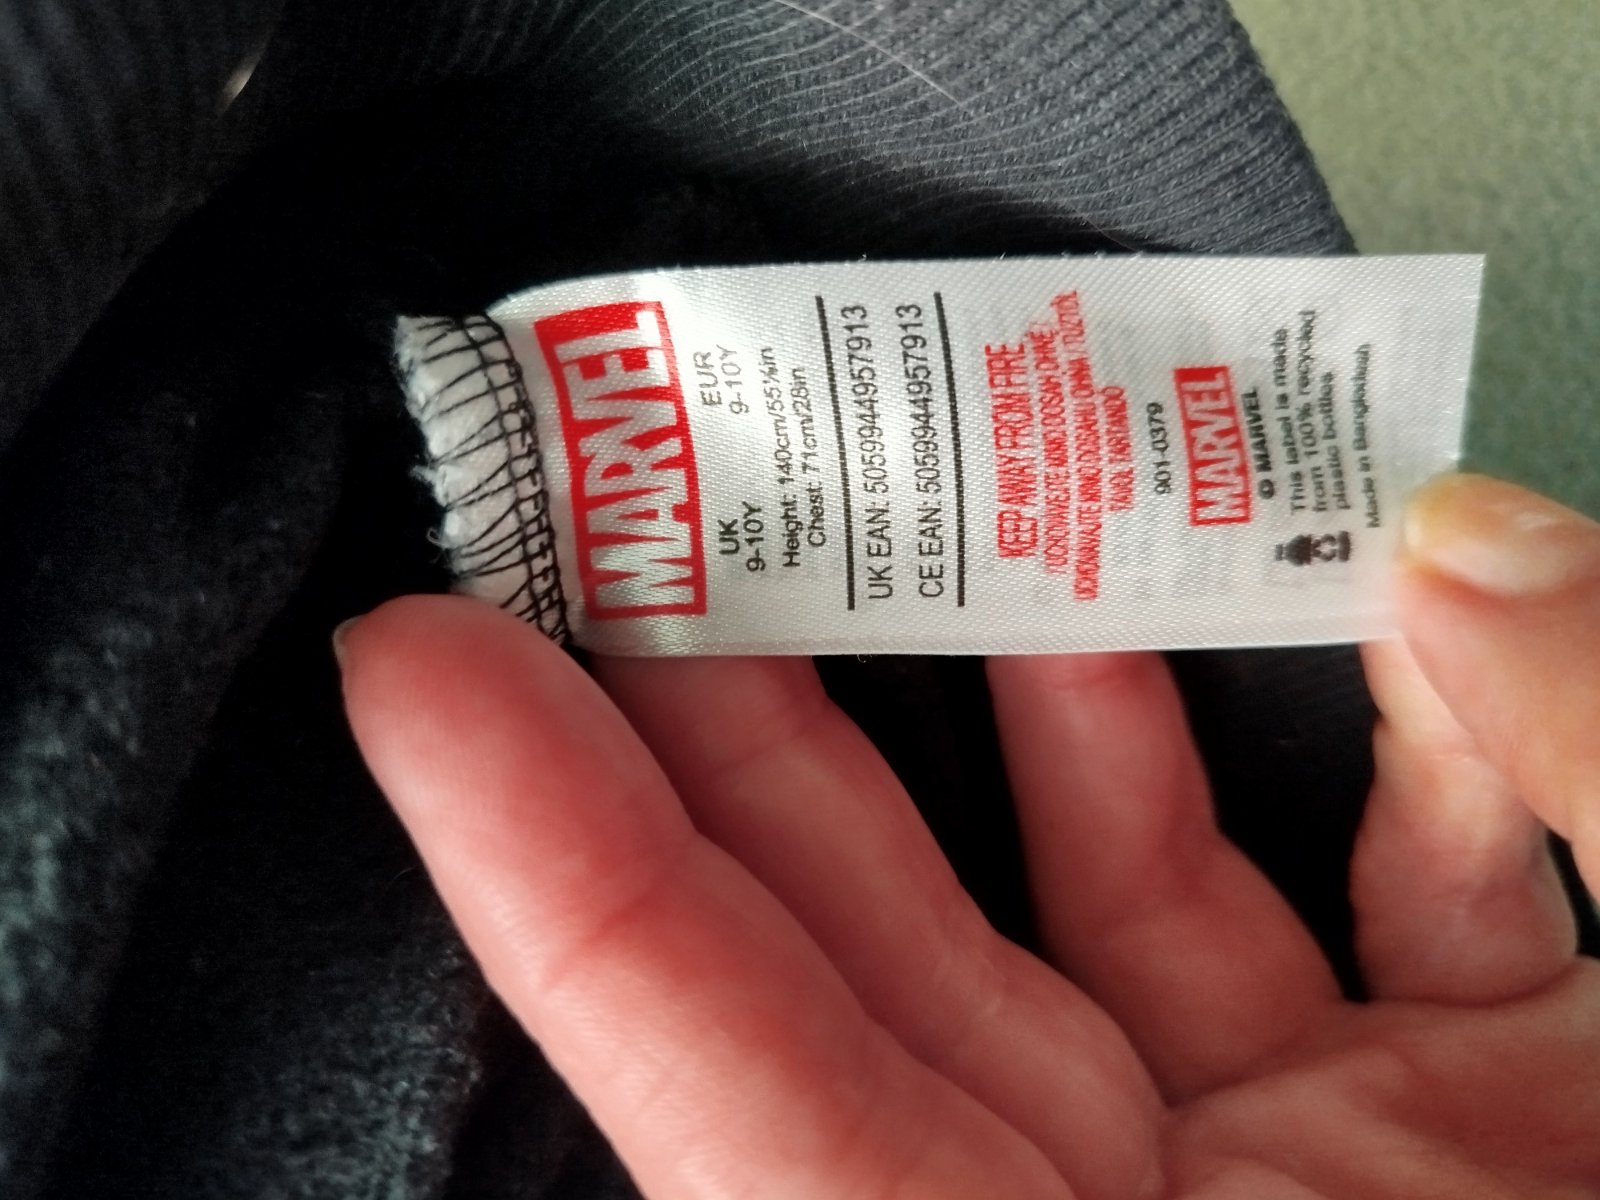 MARVEL
UK EUR
9-10Y 9-10Y
Height: 140cm/55⅛in
Chest: 71cm/28in
UK EAN: 5059944957913
CE EAN: 5059944957913
KEEP AWAY FROM FIRE
901-0379
MARVEL
© MARVEL
This label is made
from 100% recycled
plastic bottles
Made in Bangladesh